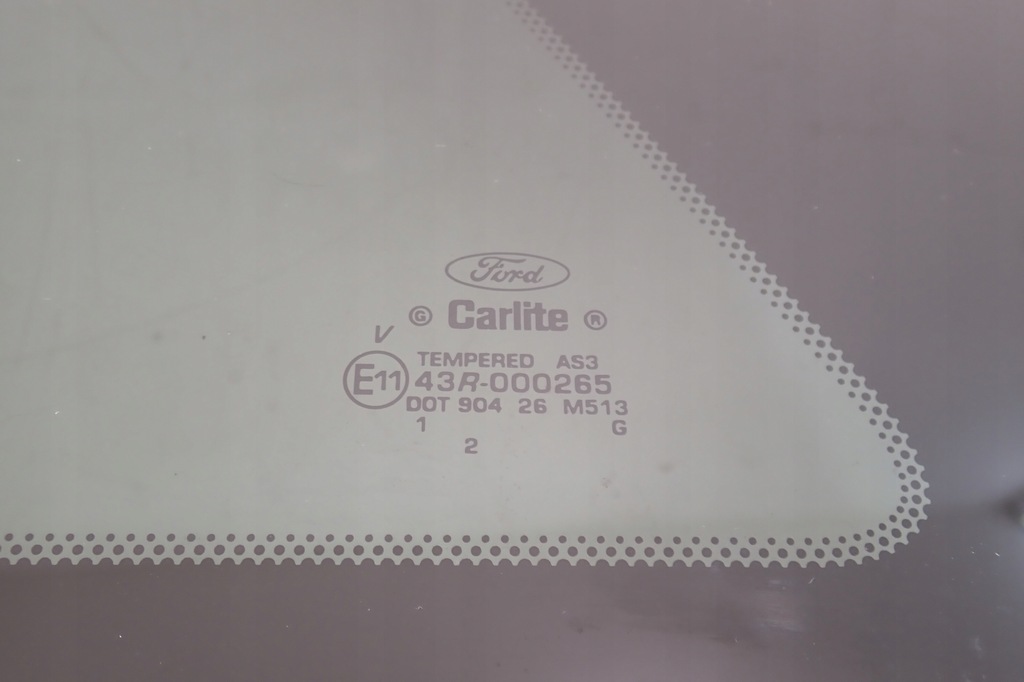 Ford
G Carlite ®
V
TEMPERED AS3
E11 43R-000265
DOT 904 26 M513
1 G
2